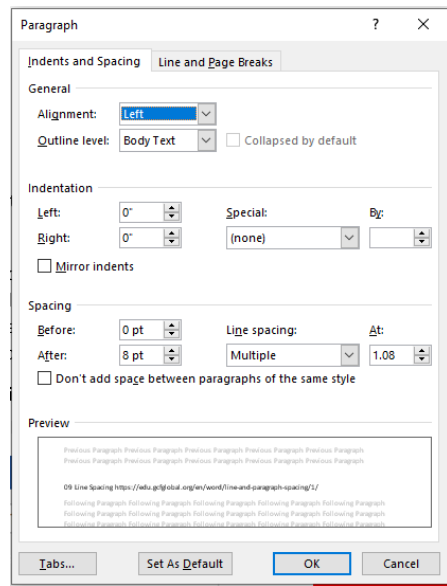 Paragraph ? ×
Indents and Spacing Line and Page Breaks
General
Alignment: Left
Outline level: Body Text Collapsed by default
Indentation
Left: 0" Special: By:
Right: 0" (none)
Mirror indents
Spacing
Before: 0 pt Line spacing: At:
After: 8 pt Multiple 1.08
Don't add space between paragraphs of the same style
Preview
Previous Paragraph Previous Paragraph Previous Paragraph Previous Paragraph Previous Paragraph
Previous Paragraph Previous Paragraph Previous Paragraph Previous Paragraph Previous Paragraph
09 Line Spacing https://edu.gcfglobal.org/en/word/line-and-paragraph-spacing/1/
Following Paragraph Following Paragraph Following Paragraph Following Paragraph Following Paragraph
Following Paragraph Following Paragraph Following Paragraph Following Paragraph Following Paragraph
Following Paragraph Following Paragraph Following Paragraph Following Paragraph Following Paragraph
Tabs... Set As Default OK Cancel